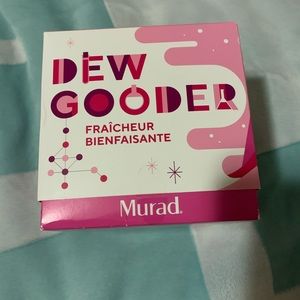 DEW
GOODER
FRAÎCHEUR
BIENFAISANTE
Murad.